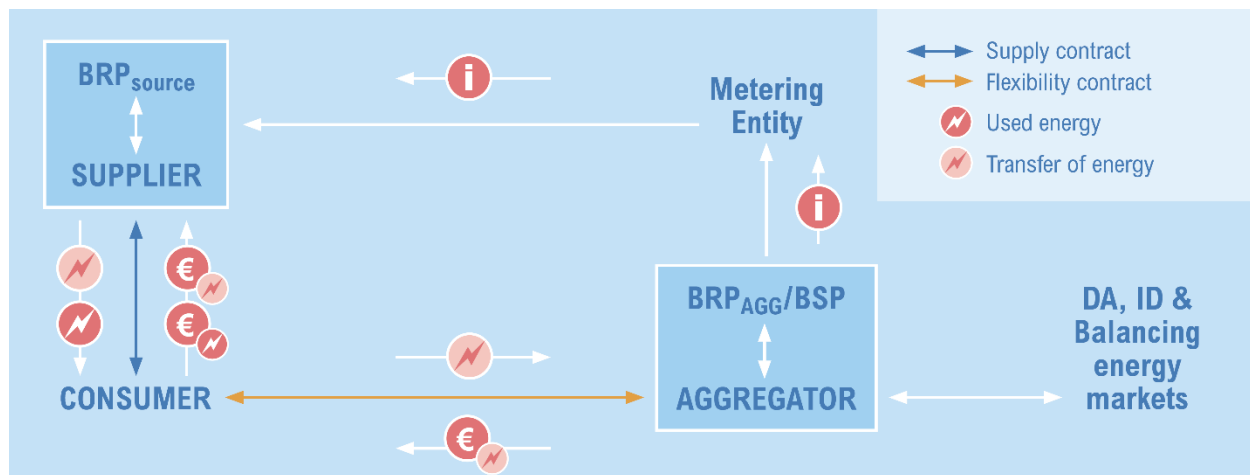 BRPsource
SUPPLIER
i
Metering
Entity
Supply contract
Flexibility contract
Used energy
Transfer of energy
i
€
€
BRPAGG/BSP
AGGREGATOR
DA, ID &
Balancing
energy
markets
CONSUMER
€